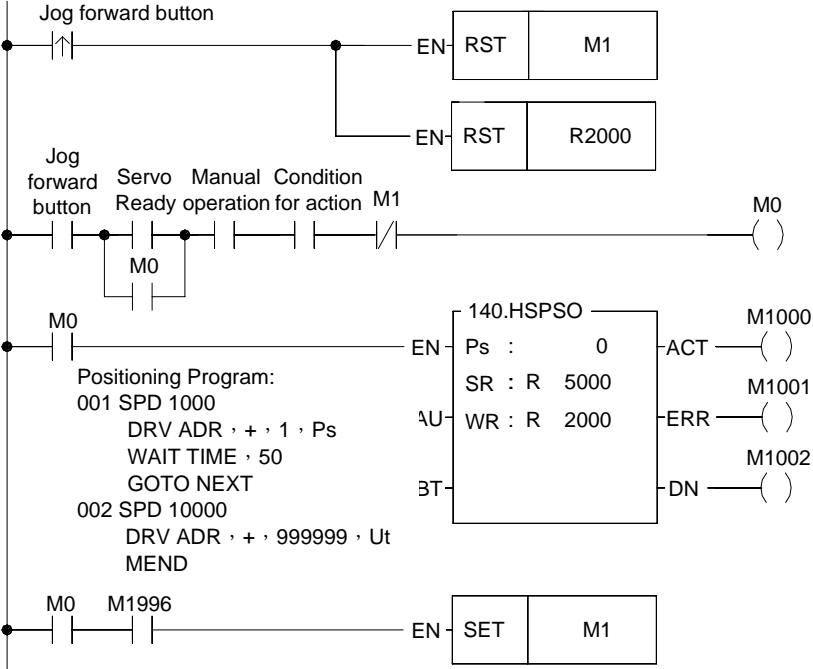 Jog forward button
EN RST M1
EN RST R2000
Jog forward button
Servo Ready
Manual operation
Condition for action
M1
M0
M0
M0
140.HSPSO
M1000
EN Ps : 0 ACT
SR : R 5000
M1001
AU WR : R 2000 ERR
M1002
BT DN
Positioning Program:
001 SPD 1000
DRV ADR，+，1，Ps
WAIT TIME，50
GOTO NEXT
002 SPD 10000
DRV ADR，+，999999，Ut
MEND
M0 M1996
EN SET M1